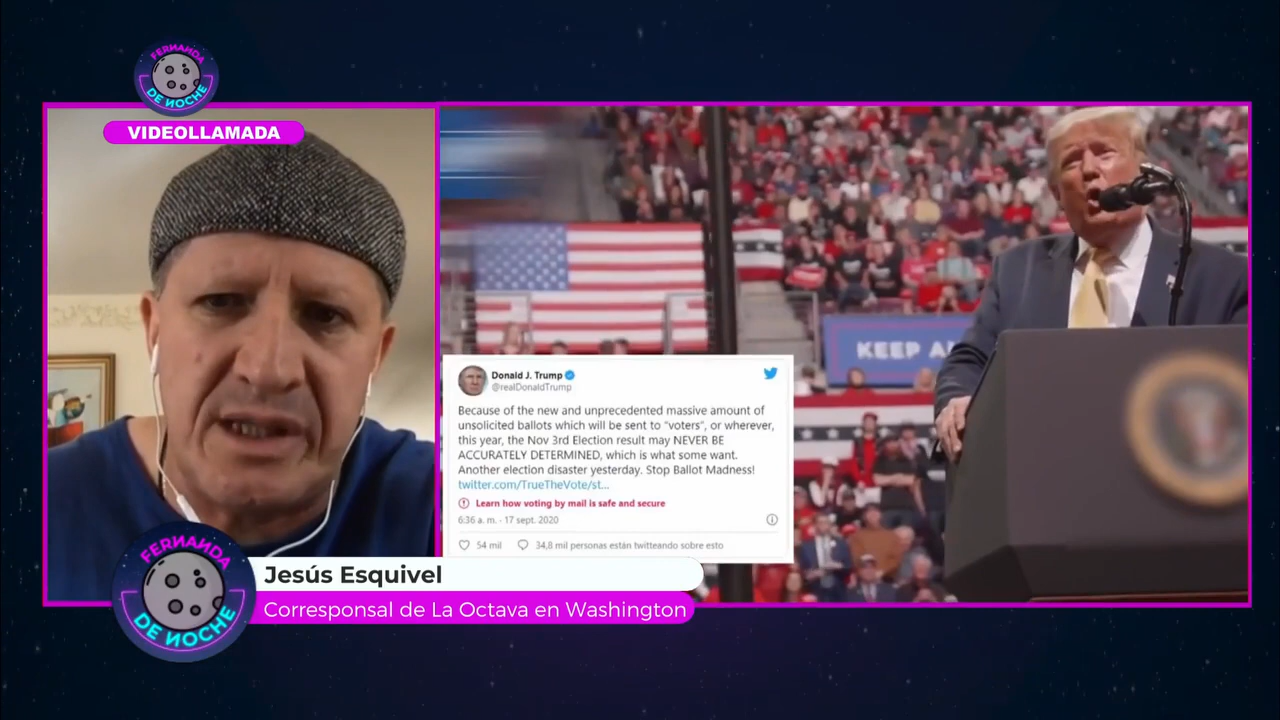 FERNANDA
DE NOCHE
VIDEOLLAMADA
KEEP A
Donald J. Trump
@realDonaldTrump
Because of the new and unprecedented massive amount of
unsolicited ballots which will be sent to "voters", or wherever,
this year, the Nov 3rd Election result may NEVER BE
ACCURATELY DETERMINED, which is what some want.
Another election disaster yesterday. Stop Ballot Madness!
twitter.com/TrueTheVote/st...
Learn how voting by mail is safe and secure
6:36 a. m. · 17 sept. 2020
54 mil 34,8 mil personas están twitteando sobre esto
FERNANDA
DE NOCHE
Jesús Esquivel
Corresponsal de La Octava en Washington